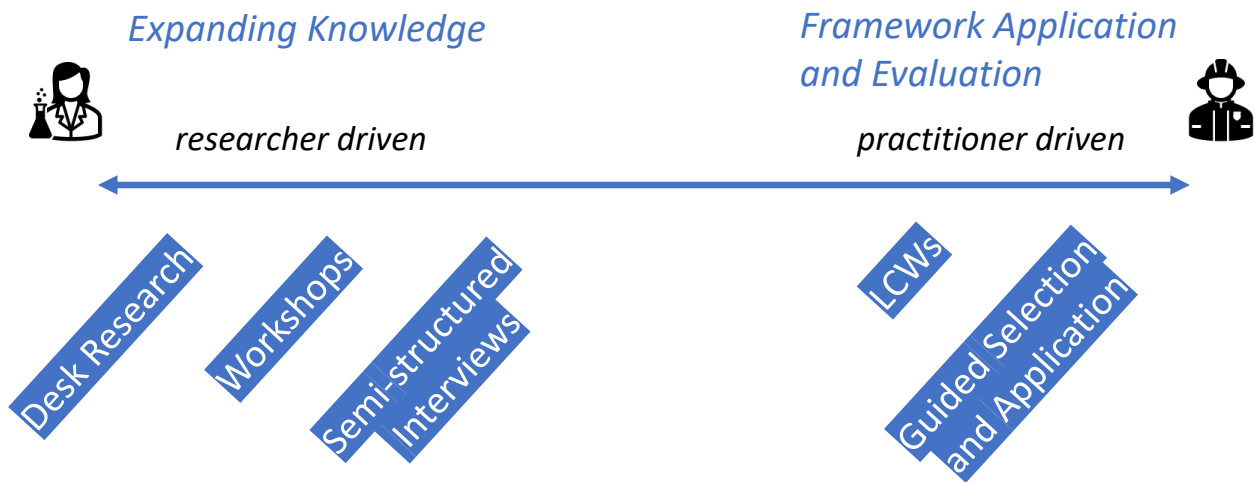 Expanding Knowledge
Framework Application
and Evaluation
researcher driven
practitioner driven
Desk Research
Workshops
Semi-structured
Interviews
LCWs
Guided Selection
and Application